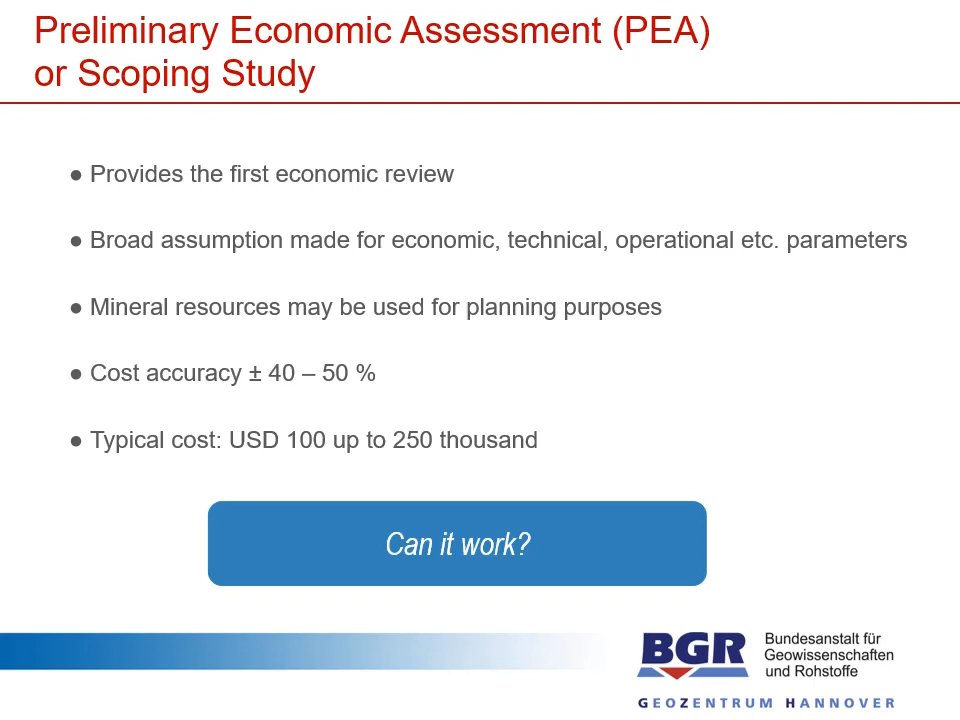 Preliminary Economic Assessment (PEA)
or Scoping Study
● Provides the first economic review
● Broad assumption made for economic, technical, operational etc. parameters
● Mineral resources may be used for planning purposes
● Cost accuracy ± 40 – 50 %
● Typical cost: USD 100 up to 250 thousand
Can it work?
BGR
Bundesanstalt für
Geowissenschaften
und Rohstoffe
GEOZENTRUM HANNOVER